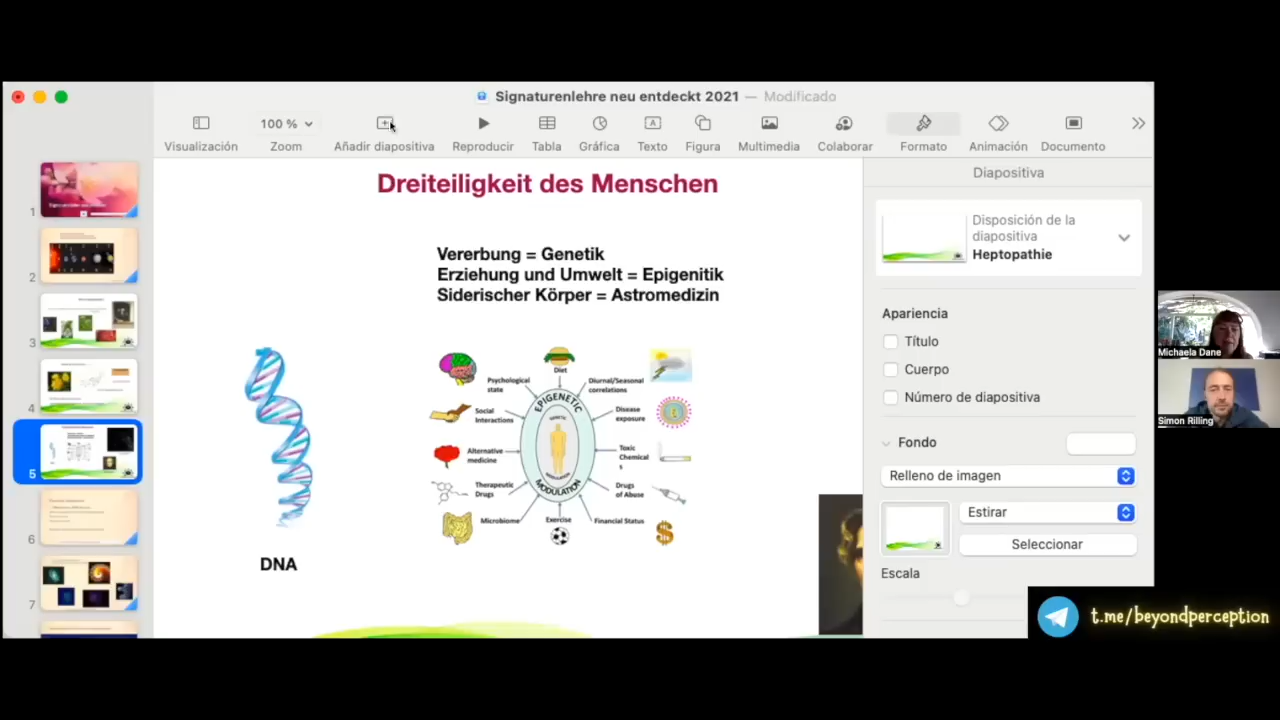 Signaturenlehre neu entdeckt 2021 — Modificado
100 %
Visualización
Zoom
Añadir diapositiva
Reproducir
Tabla
Gráfica
Texto
Figura
Multimedia
Colaborar
Formato
Animación
Documento
1
2
3
4
5
6
7
Dreiteiligkeit des Menschen
Vererbung = Genetik
Erziehung und Umwelt = Epigenitik
Siderischer Körper = Astromedizin
DNA
Diet
Psychological
state
Diurnal/Seasonal
correlations
Social
Interactions
Disease
exposure
Alternative
medicine
Toxic
Chemical
s
Therapeutic
Drugs
Drugs
of Abuse
Microbiome
Exercise
Financial Status
EPIGENETIC
MODULATION
Diapositiva
Disposición de la
diapositiva
Heptopathie
Apariencia
Título
Cuerpo
Número de diapositiva
Fondo
Relleno de imagen
Estirar
Seleccionar
Escala
Michaela Dane
Simon Rilling
t.me/beyondperception